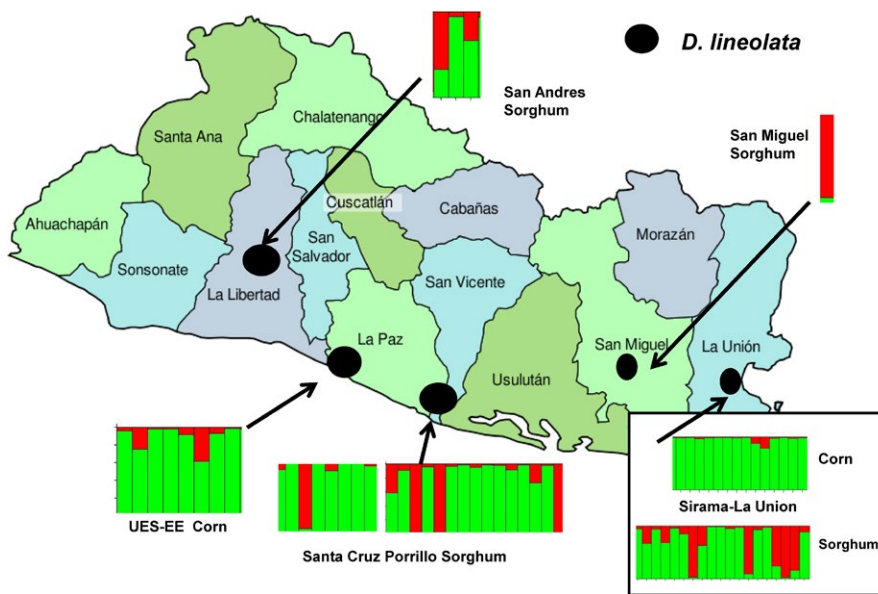 D. lineolata
San Andres
Sorghum
San Miguel
Sorghum
Chalatenango
Santa Ana
Cuscatlán
Cabañas
Ahuachapán
Morazán
San
Salvador
Sonsonate
San Vicente
La Libertad
La Paz
San Miguel
La Unión
Usulután
Corn
Sirama-La Union
Sorghum
UES-EE Corn
Santa Cruz Porrillo Sorghum